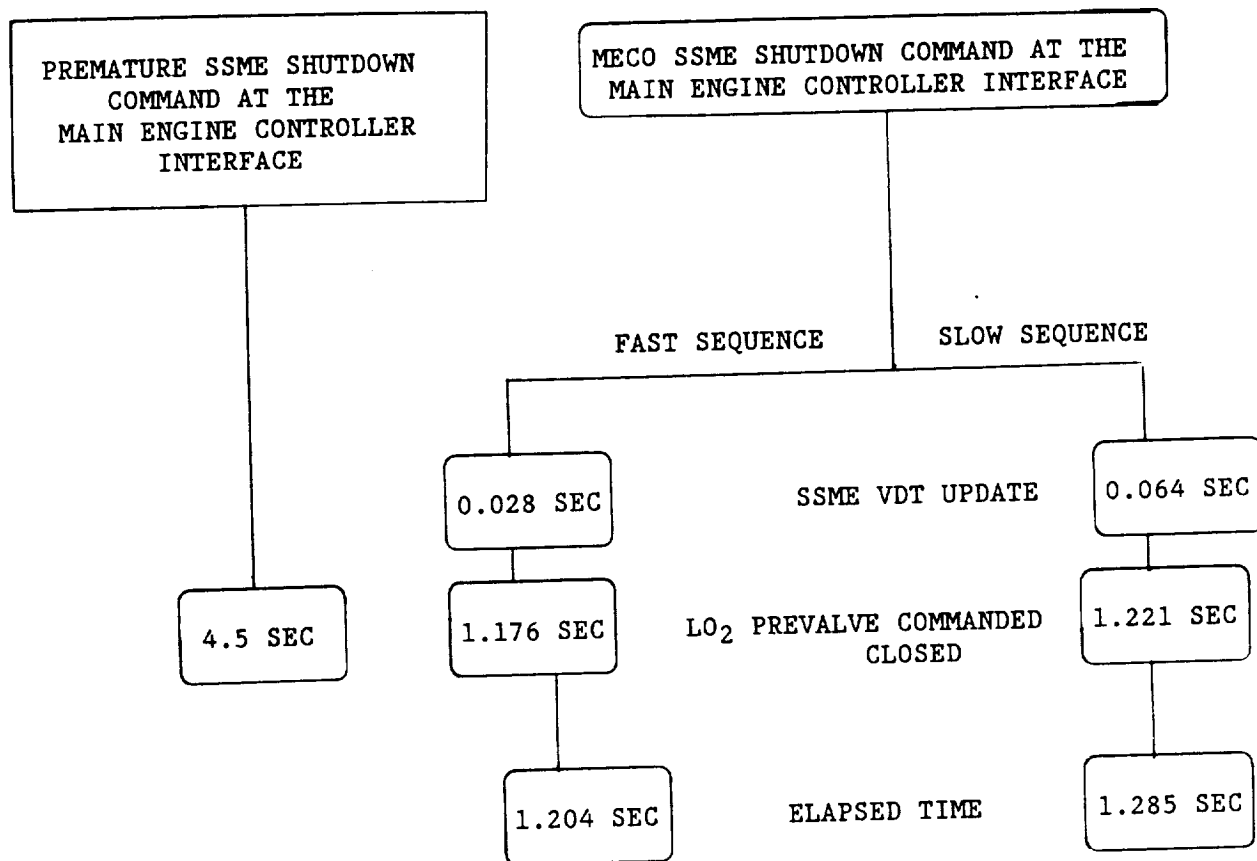 PREMATURE SSME SHUTDOWN
COMMAND AT THE
MAIN ENGINE CONTROLLER
INTERFACE
MECO SSME SHUTDOWN COMMAND AT THE
MAIN ENGINE CONTROLLER INTERFACE
FAST SEQUENCE
SLOW SEQUENCE
0.028 SEC
SSME VDT UPDATE
0.064 SEC
4.5 SEC
1.176 SEC
LO₂ PREVALVE COMMANDED
CLOSED
1.221 SEC
1.204 SEC
ELAPSED TIME
1.285 SEC